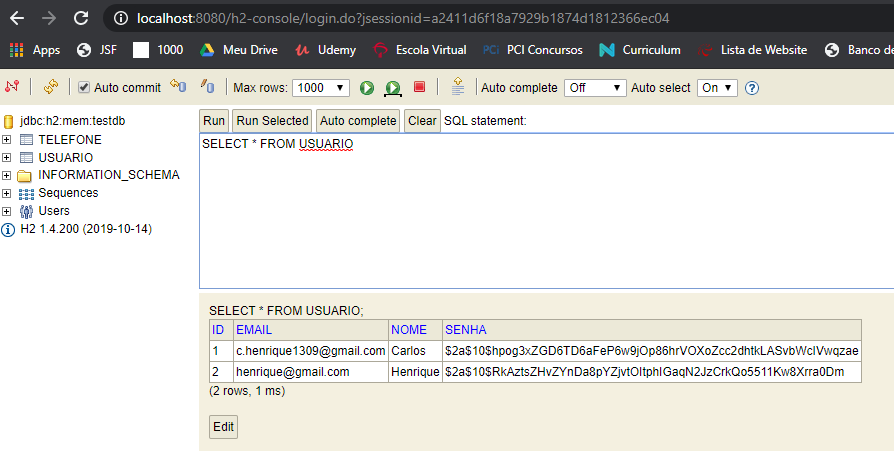 localhost:8080/h2-console/login.do?jsessionid=a2411d6f18a7929b1874d1812366ec04
Apps JSF 1000 Meu Drive Udemy Escola Virtual PCI PCI Concursos Curriculum Lista de Website Banco de
Auto commit Max rows: 1000 Auto complete Off Auto select On
jdbc:h2:mem:testdb
TELEFONE
USUARIO
INFORMATION_SCHEMA
Sequences
Users
H2 1.4.200 (2019-10-14)
Run Run Selected Auto complete Clear SQL statement:
SELECT * FROM USUARIO
SELECT * FROM USUARIO;
ID EMAIL NOME SENHA
1 c.henrique1309@gmail.com Carlos $2a$10$hpog3xZGD6TD6aFeP6w9jOp86hrVOXoZcc2dhtkLASvbWclVwqzae
2 henrique@gmail.com Henrique $2a$10$RkAztsZHvZYnDa8pYZjvtOltphlGaqN2JzCrkQo5511Kw8Xrra0Dm
(2 rows, 1 ms)
Edit